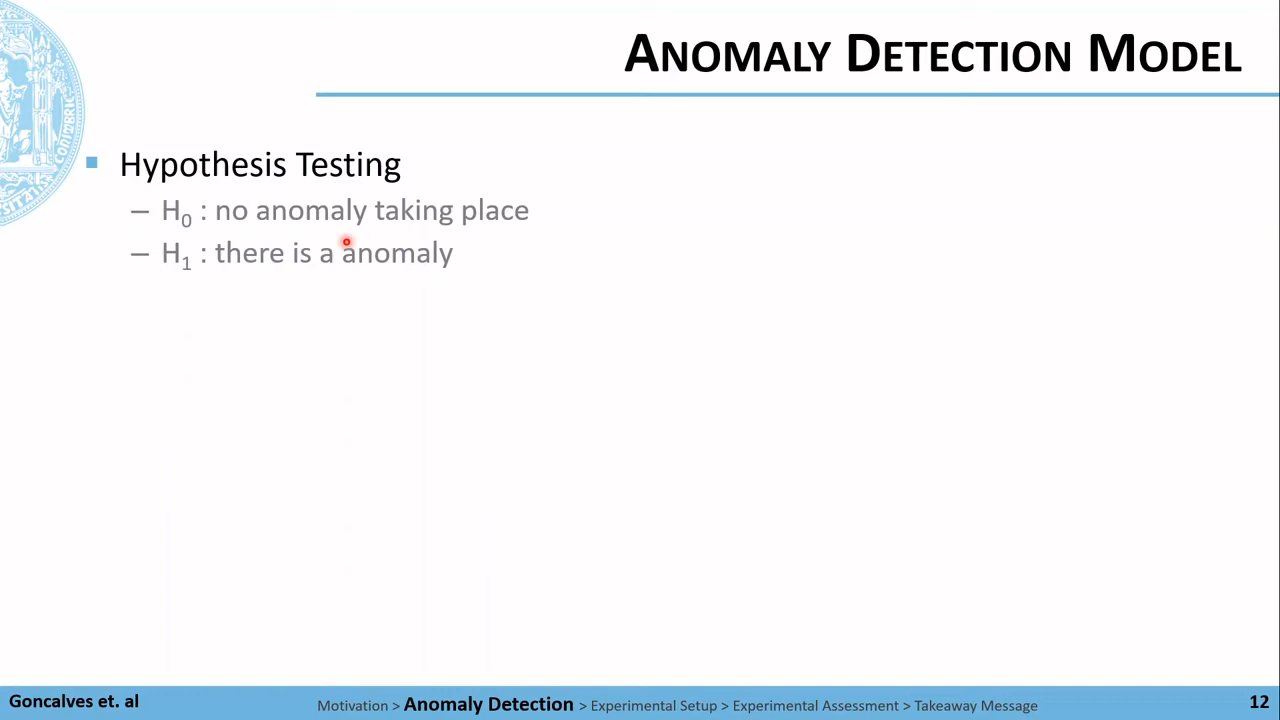 ANOMALY DETECTION MODEL
Hypothesis Testing
– H₀ : no anomaly taking place
– H₁ : there is a anomaly
Goncalves et. al
Motivation > Anomaly Detection > Experimental Setup > Experimental Assessment > Takeaway Message
12